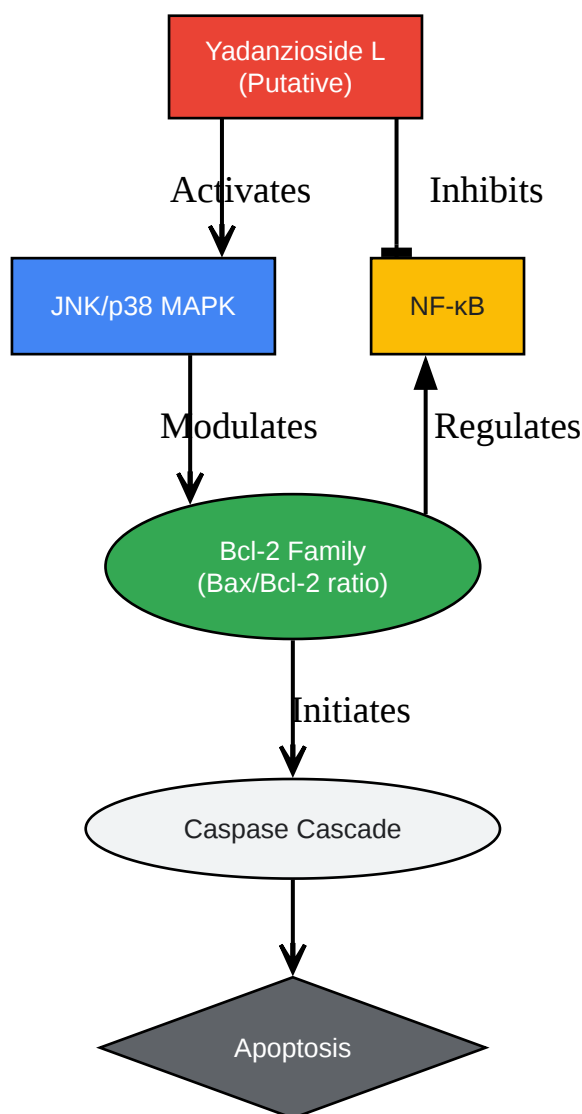 Yadanzioside L
(Putative)
Activates
Inhibits
JNK/p38 MAPK
NF-κB
Modulates
Regulates
Bcl-2 Family
(Bax/Bcl-2 ratio)
Initiates
Caspase Cascade
Apoptosis